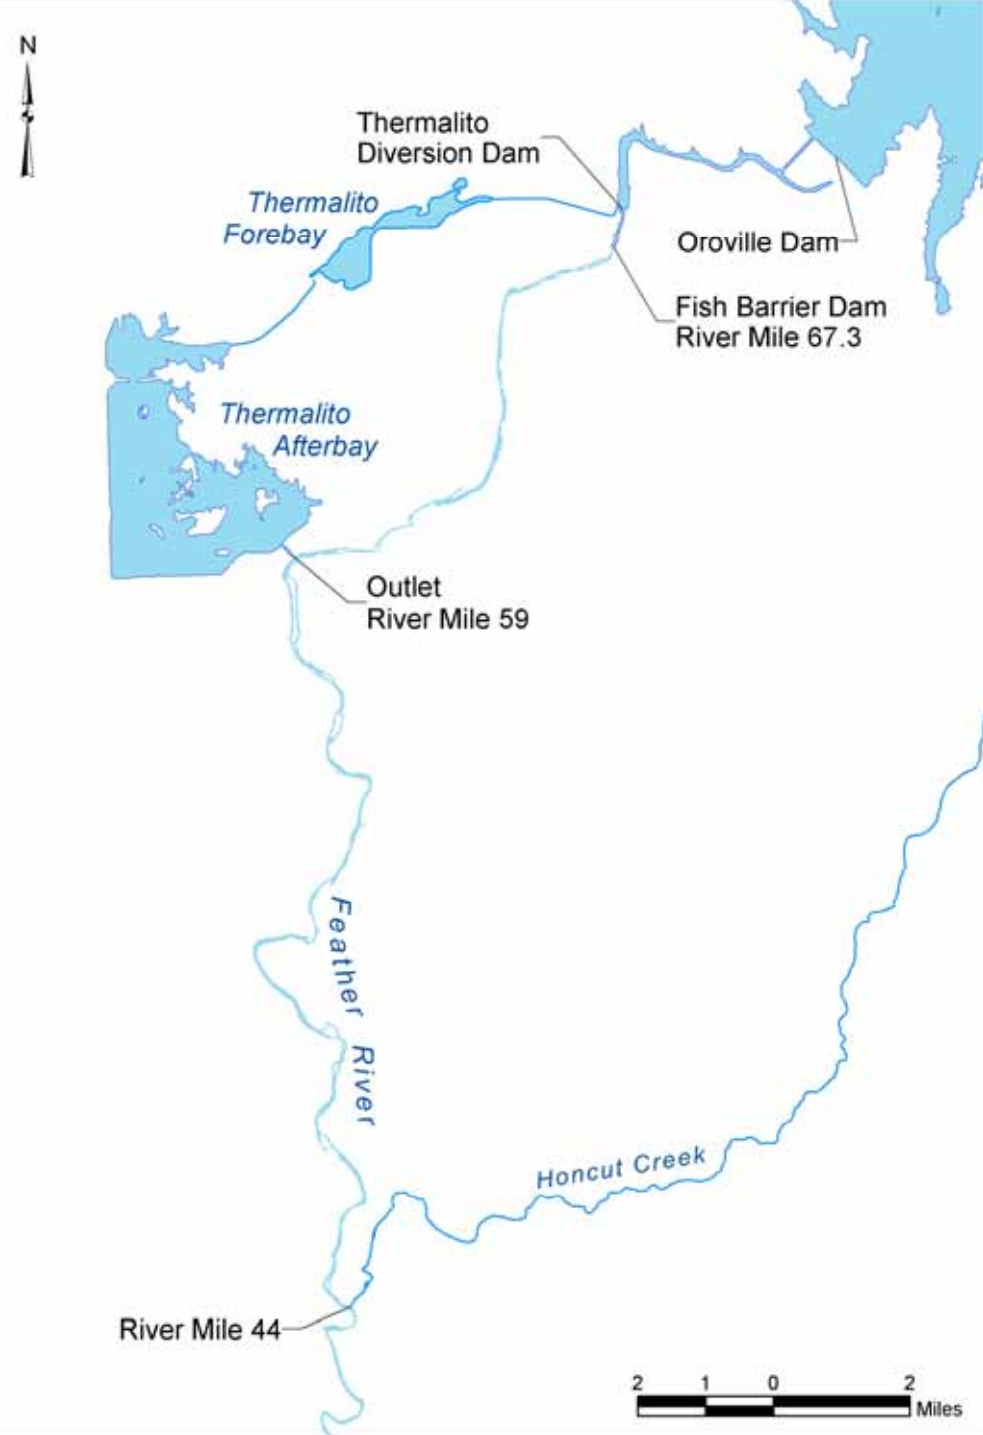 N
Thermalito
Diversion Dam
Thermalito
Forebay
Oroville Dam
Fish Barrier Dam
River Mile 67.3
Thermalito
Afterbay
Outlet
River Mile 59
Feather River
Honcut Creek
River Mile 44
2 1 0 2
Miles